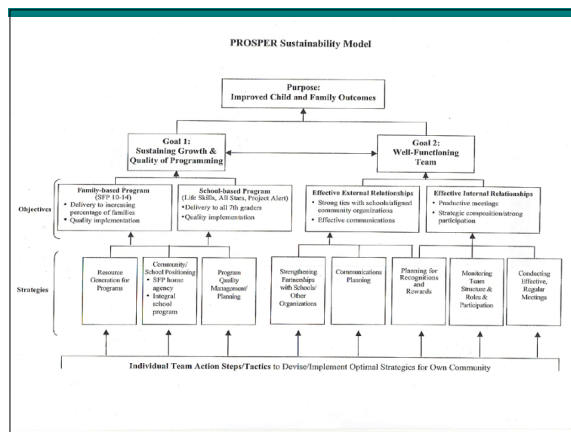 PROSPER Sustainability Model
Purpose:
Improved Child and Family Outcomes
Goal 1:
Sustaining Growth &
Quality of Programming
Goal 2:
Well-Functioning
Team
Objectives
Family-based Program
(SFP 10-14)
• Delivery to increasing
percentage of families
• Quality implementation
School-based Program
(Life Skills, All Stars, Project Alert)
• Delivery to all 7th graders
• Quality implementation
Effective External Relationships
• Strong ties with schools/aligned
community organizations
• Effective communications
Effective Internal Relationships
• Productive meetings
• Strategic composition/strong
participation
Strategies
Resource
Generation for
Programs
Community/
School Positioning
• SFP home
agency
• Integral
school
program
Program
Quality
Management/
Planning
Strengthening
Partnerships
with Schools/
Other
Organizations
Communications
Planning
Planning for
Recognitions
and
Rewards
Monitoring
Team
Structure &
Roles &
Participation
Conducting
Effective,
Regular
Meetings
Individual Team Action Steps/Tactics to Devise/Implement Optimal Strategies for Own Community